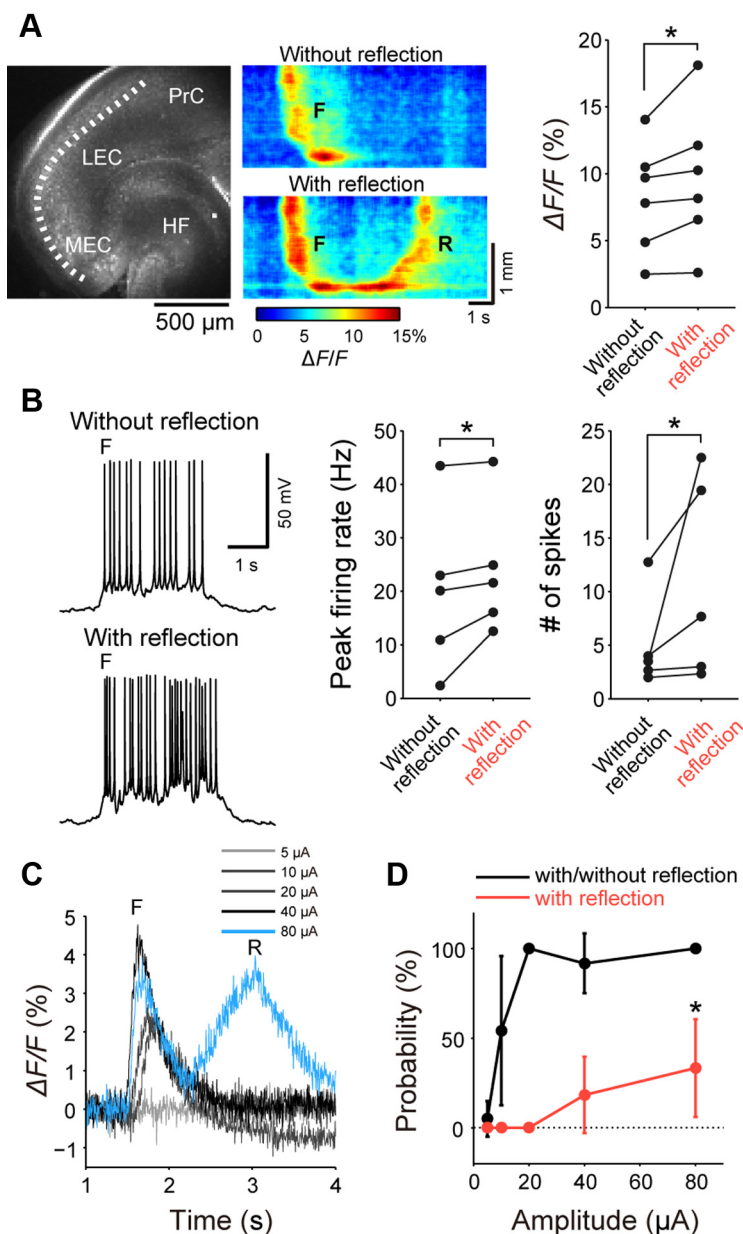 A
PrC
LEC
HF
MEC
500 µm
Without reflection
F
With reflection
F
R
1 mm
1 s
0
5
10
15%
ΔF/F
*
ΔF/F (%)
20
15
10
5
0
Without
reflection
With
reflection
B
Without reflection
F
50 mV
1 s
With reflection
F
*
Peak firing rate (Hz)
50
40
30
20
10
0
Without
reflection
With
reflection
*
# of spikes
25
20
15
10
5
0
Without
reflection
With
reflection
C
5 µA
10 µA
20 µA
40 µA
80 µA
F
R
ΔF/F (%)
5
4
3
2
1
0
−1
1
2
3
4
Time (s)
D
with/without reflection
with reflection
*
Probability (%)
100
50
0
0
20
40
60
80
Amplitude (µA)